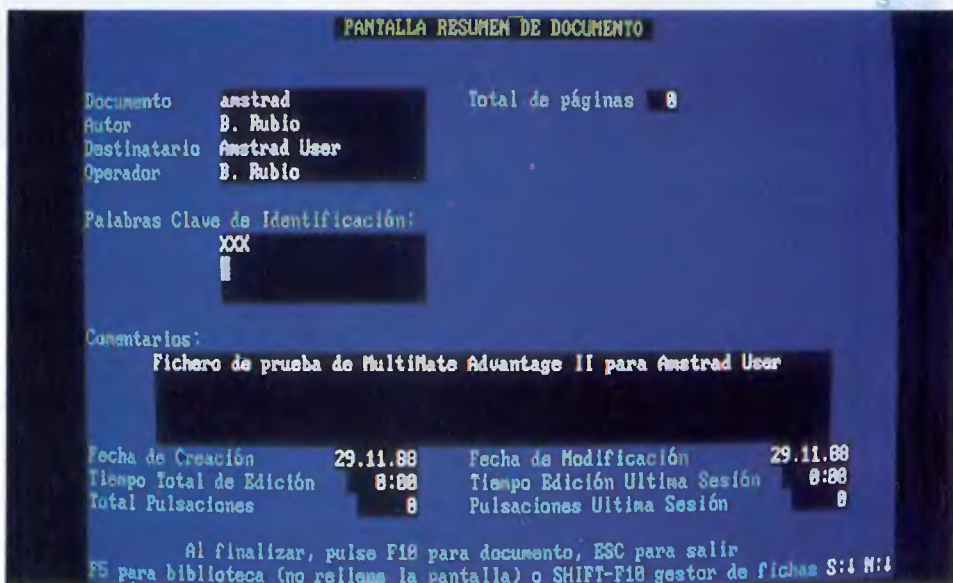 PANTALLA RESUMEN DE DOCUMENTO
Documento amstrad Total de páginas 0
Autor B. Rubio
Destinatario Amstrad User
Operador B. Rubio
Palabras Clave de Identificación:
XXX
Comentarios:
Fichero de prueba de MultiMate Advantage II para Amstrad User
Fecha de Creación 29.11.88 Fecha de Modificación 29.11.88
Tiempo Total de Edición 0:00 Tiempo Edición Ultima Sesión 0:00
Total Pulsaciones 0 Pulsaciones Ultima Sesión 0
Al finalizar, pulse F10 para documento, ESC para salir
F5 para biblioteca (no rellene la pantalla) o SHIFT-F10 gestor de fichas S:↓ N:↓